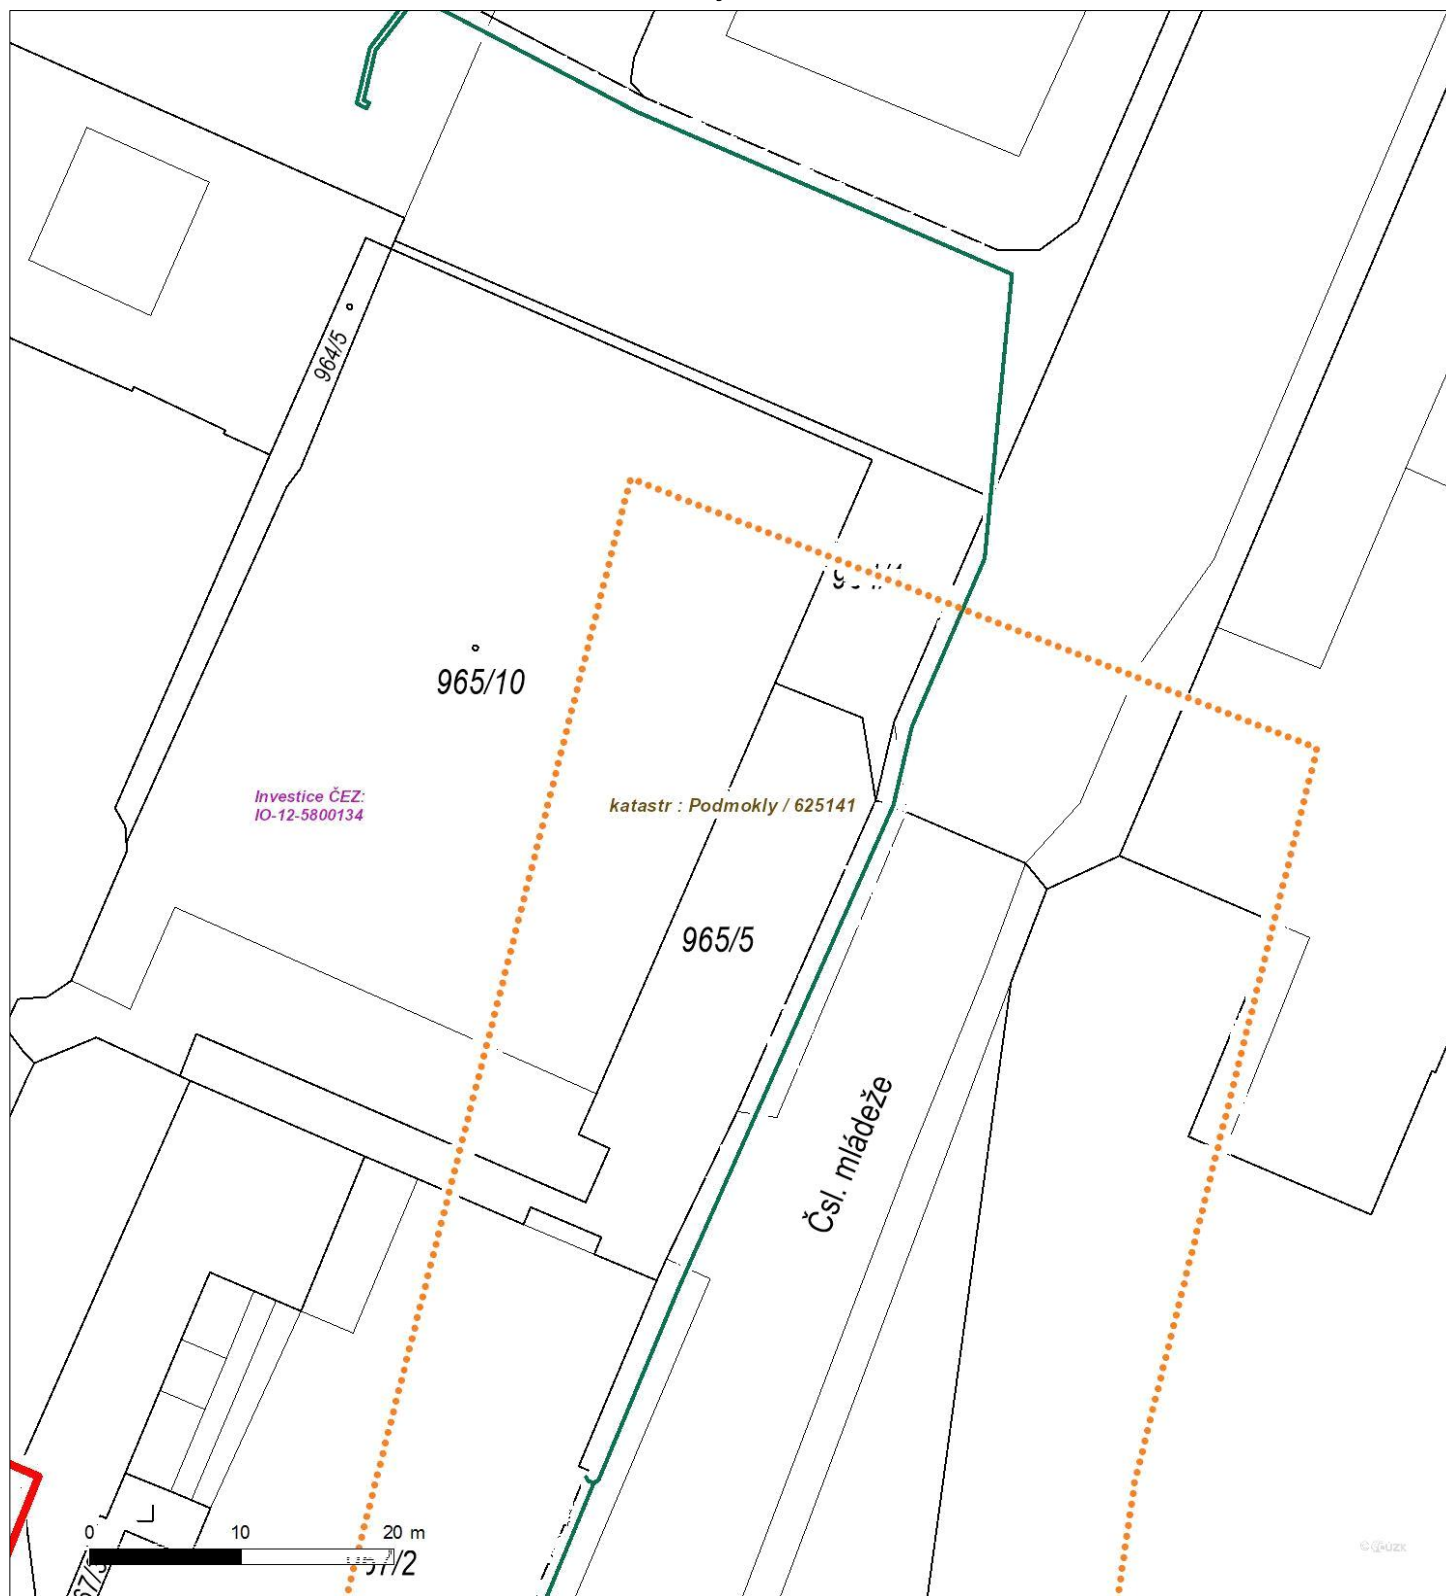 964/5
965/10
Investice ČEZ:
IO-12-5800134
katastr : Podmokly / 625141
965/5
Čsl. mládeže
0 10 20 m